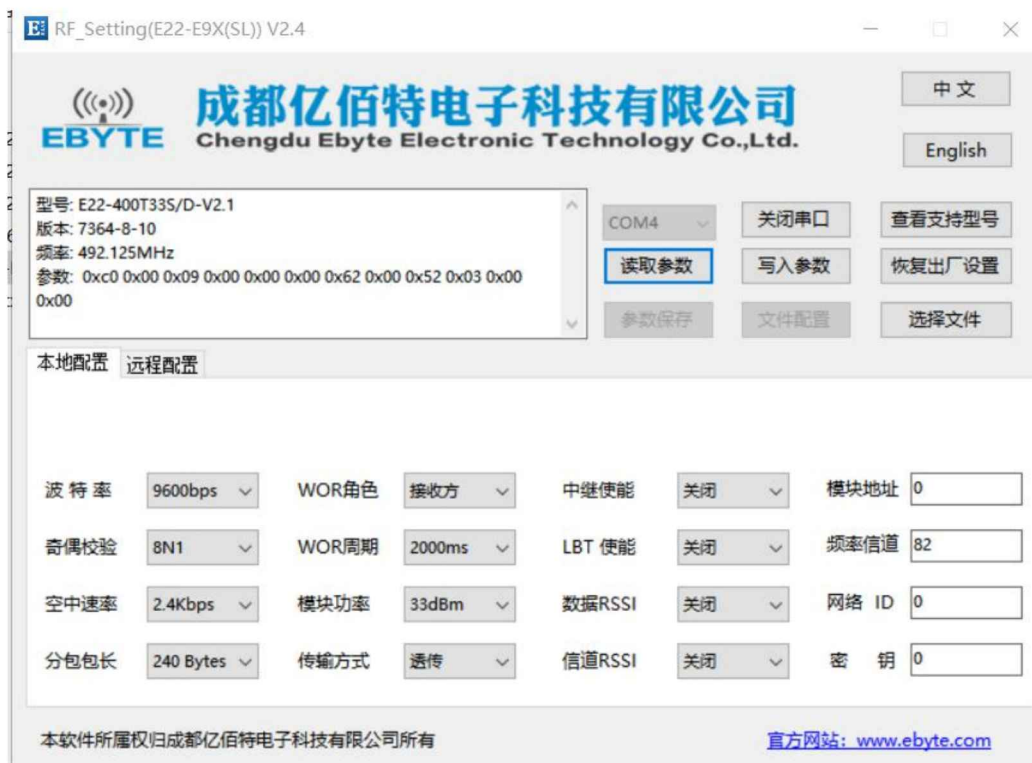 RF_Setting(E22-E9X(SL)) V2.4
EBYTE
成都亿佰特电子科技有限公司
Chengdu Ebyte Electronic Technology Co.,Ltd.
中文
English
型号: E22-400T33S/D-V2.1
版本: 7364-8-10
频率: 492.125MHz
参数: 0xc0 0x00 0x09 0x00 0x00 0x00 0x62 0x00 0x52 0x03 0x00
0x00
COM4 关闭串口 查看支持型号
读取参数 写入参数 恢复出厂设置
参数保存 文件配置 选择文件
本地配置 远程配置
波特率 9600bps WOR角色 接收方 中继使能 关闭 模块地址 0
奇偶校验 8N1 WOR周期 2000ms LBT 使能 关闭 频率信道 82
空中速率 2.4Kbps 模块功率 33dBm 数据RSSI 关闭 网络 ID 0
分包包长 240 Bytes 传输方式 透传 信道RSSI 关闭 密 钥 0
本软件所属权归成都亿佰特电子科技有限公司所有 官方网站: www.ebyte.com